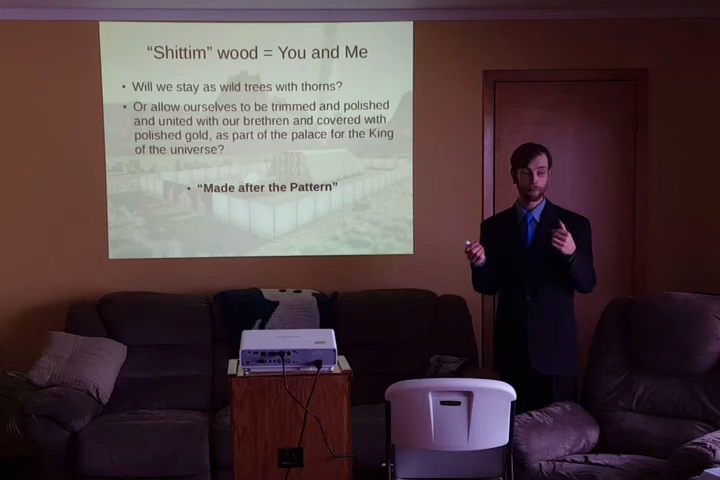 “Shittim” wood = You and Me
• Will we stay as wild trees with thorns?
• Or allow ourselves to be trimmed and polished
and united with our brethren and covered with
polished gold, as part of the palace for the King
of the universe?
• “Made after the Pattern”